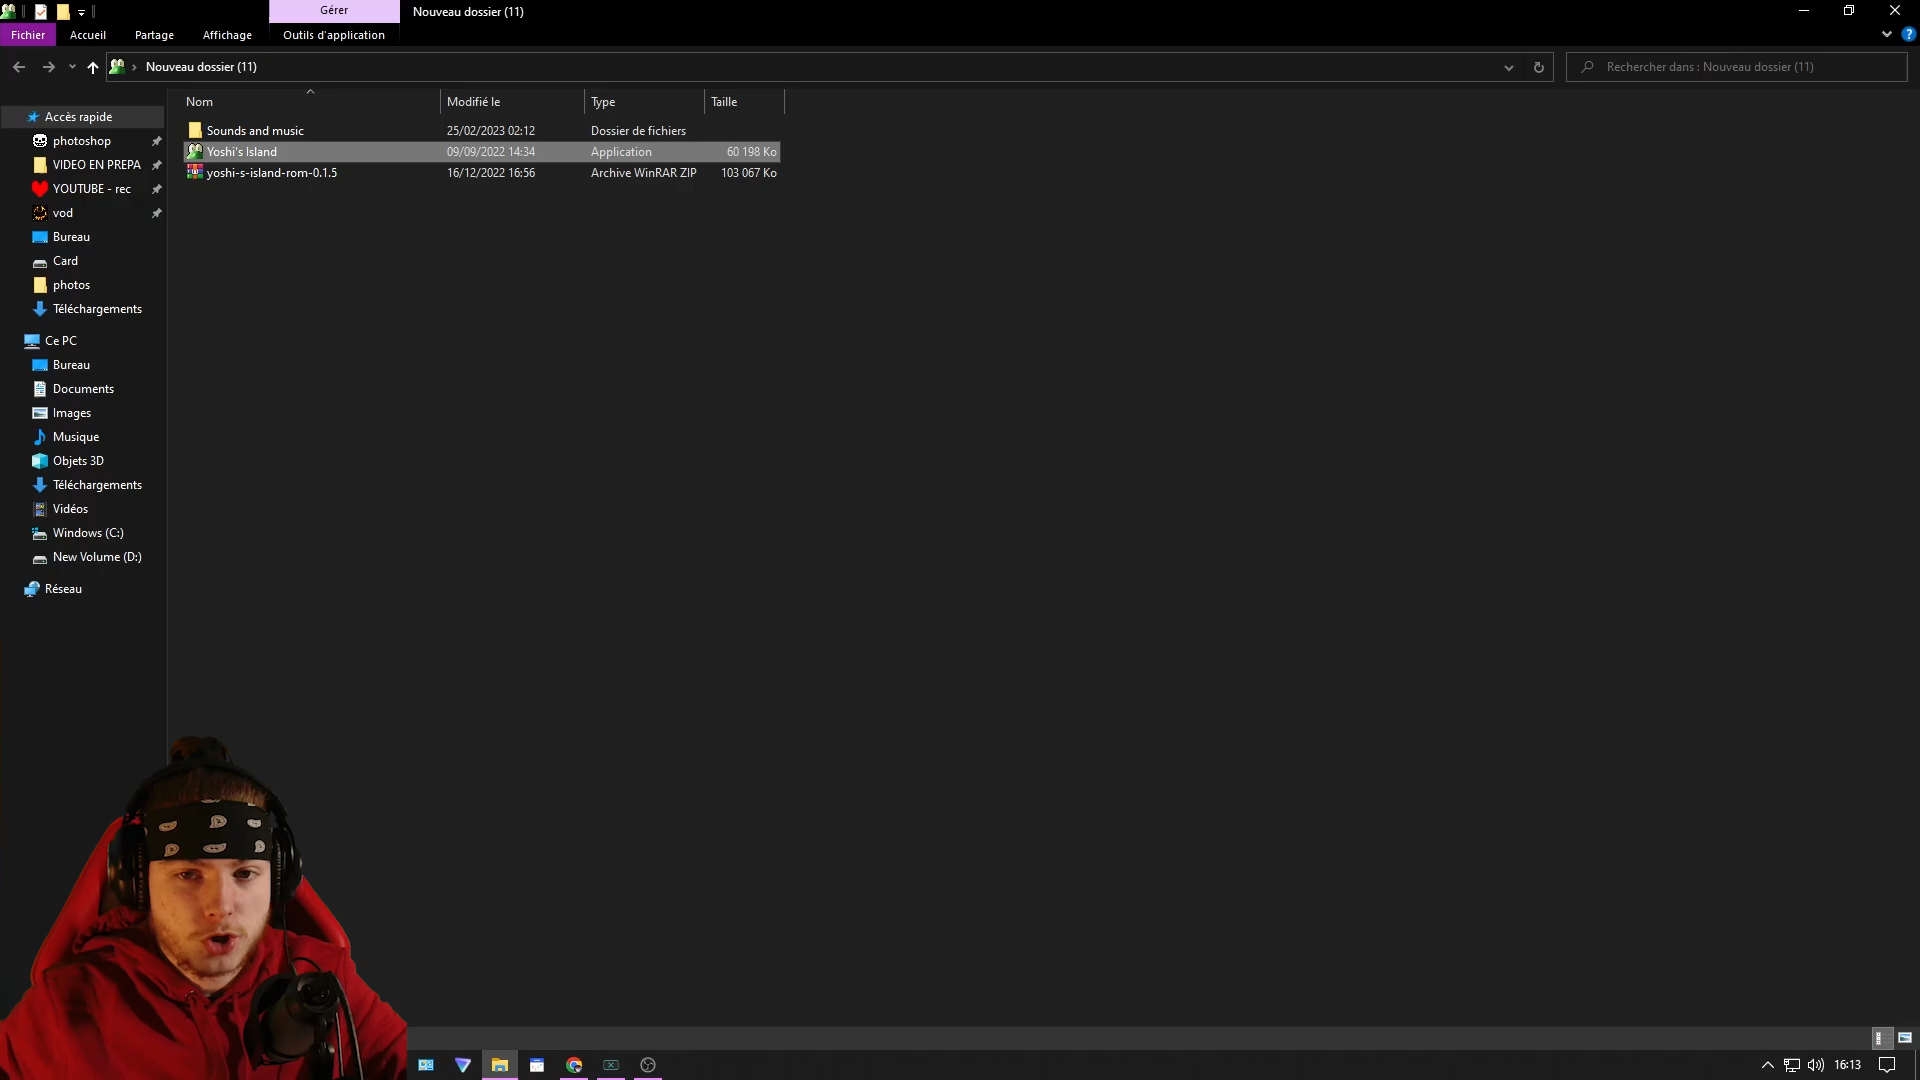 Gérer
Nouveau dossier (11)
Fichier
Accueil
Partage
Affichage
Outils d'application
Nouveau dossier (11)
Rechercher dans : Nouveau dossier (11)
Nom
Modifié le
Type
Taille
Sounds and music
25/02/2023 02:12
Dossier de fichiers
Yoshi's Island
09/09/2022 14:34
Application
60 198 Ko
yoshi-s-island-rom-0.1.5
16/12/2022 16:56
Archive WinRAR ZIP
103 067 Ko
Accès rapide
photoshop
VIDEO EN PREPA
YOUTUBE - rec
vod
Bureau
Card
photos
Téléchargements
Ce PC
Bureau
Documents
Images
Musique
Objets 3D
Téléchargements
Vidéos
Windows (C:)
New Volume (D:)
Réseau
16:13